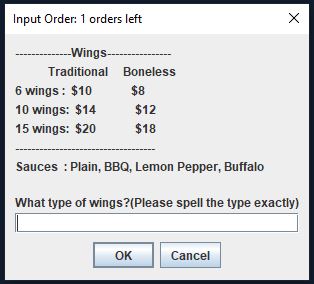 Input Order: 1 orders left
--------------Wings----------------
Traditional Boneless
6 wings : $10 $8
10 wings: $14 $12
15 wings: $20 $18
-----------------------------------
Sauces : Plain, BBQ, Lemon Pepper, Buffalo
What type of wings?(Please spell the type exactly)
OK Cancel